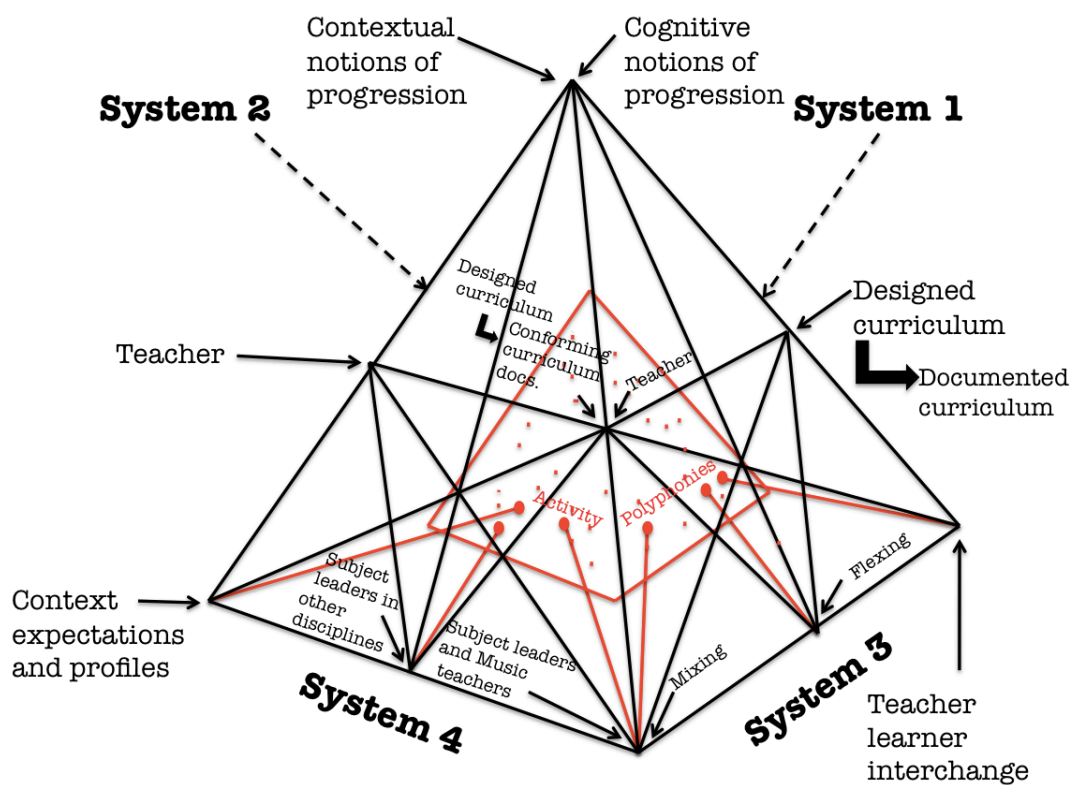 Contextual
notions of
progression
Cognitive
notions of
progression
System 2
System 1
Designed
curriculum
Conforming
curriculum
docs.
Teacher
Designed
curriculum
Documented
curriculum
Teacher
Activity
Polyphonies
Context
expectations
and profiles
Subject
leaders in
other
disciplines
Subject leaders
and Music
teachers
Mixing
Flexing
System 4
System 3
Teacher
learner
interchange